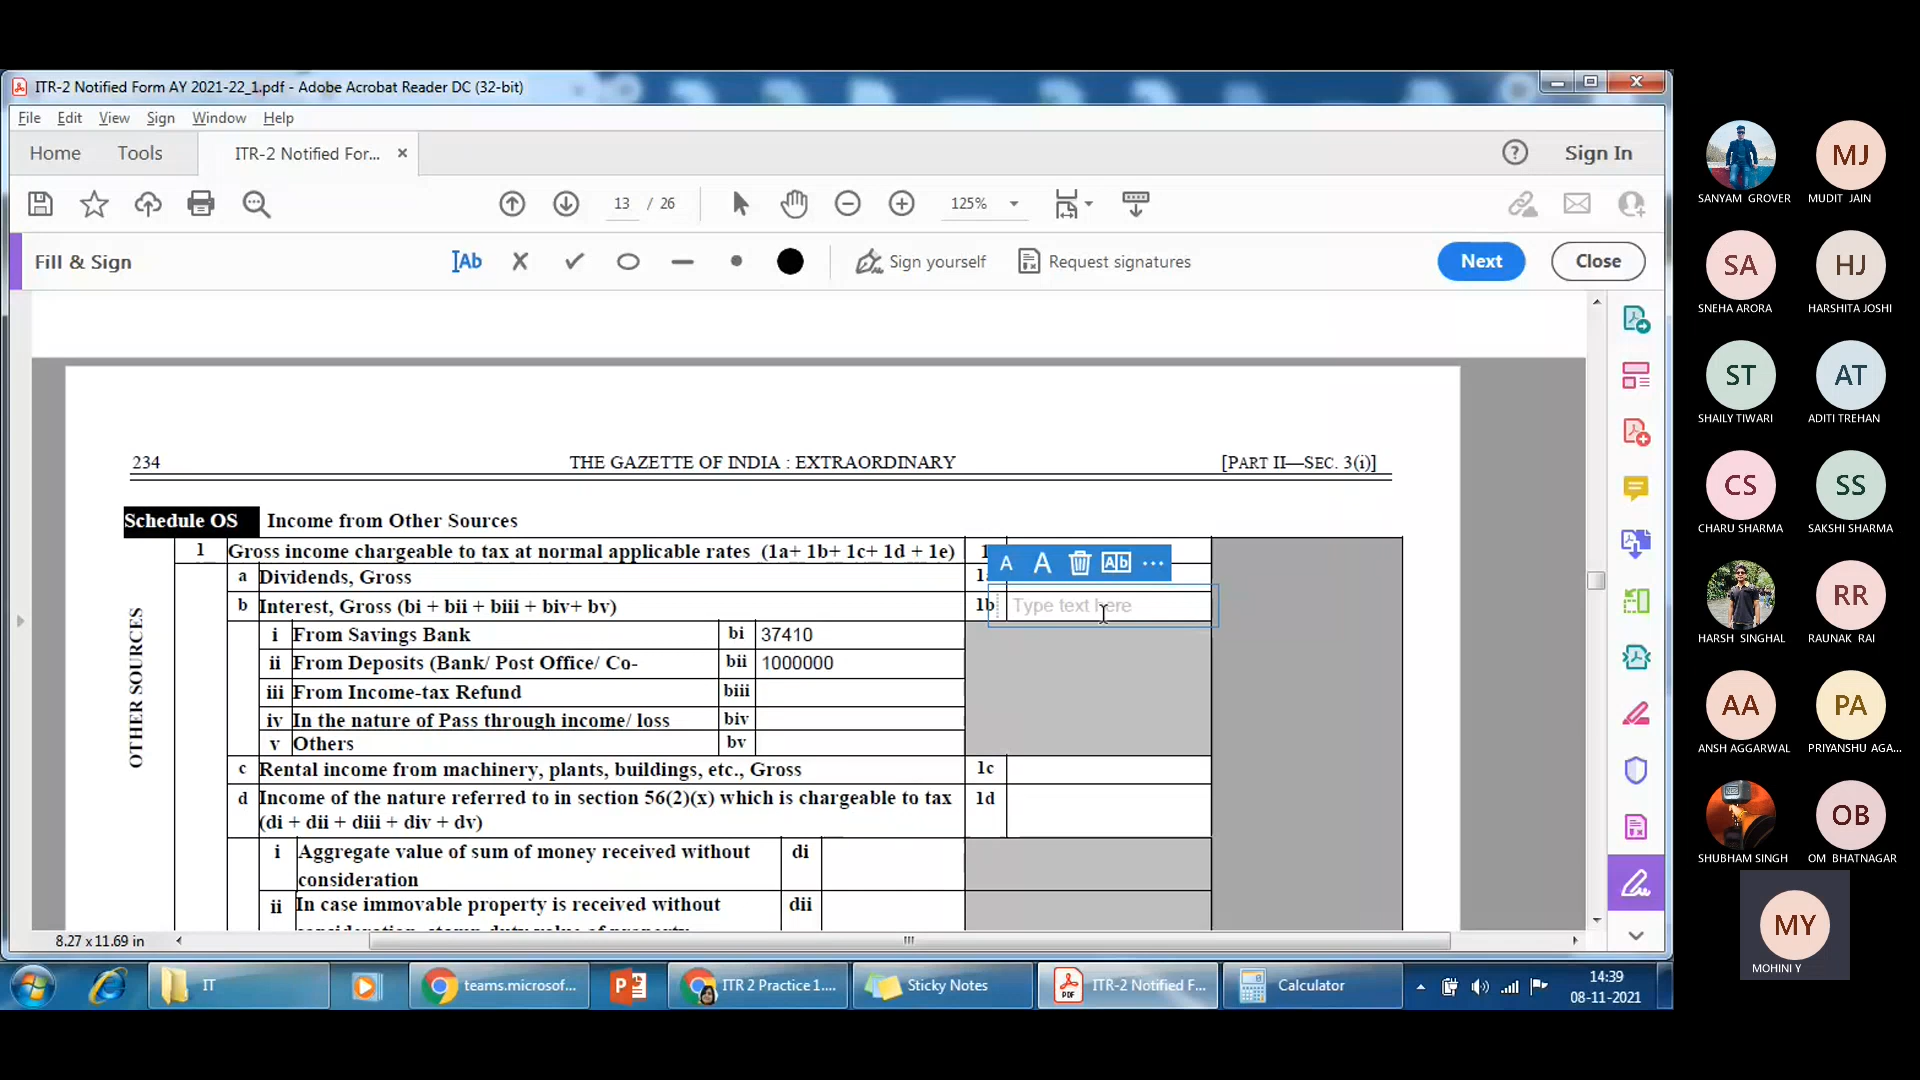 ITR-2 Notified Form AY 2021-22_1.pdf - Adobe Acrobat Reader DC (32-bit)
File Edit View Sign Window Help
Home Tools ITR-2 Notified For... × Sign In
13 / 26 125%
Fill & Sign Ab Sign yourself Request signatures Next Close
234 THE GAZETTE OF INDIA : EXTRAORDINARY [PART II—SEC. 3(i)]
Schedule OS Income from Other Sources
OTHER SOURCES
1 Gross income chargeable to tax at normal applicable rates (1a+ 1b+ 1c+ 1d + 1e) 1
A A Ab ...
a Dividends, Gross
b Interest, Gross (bi + bii + biii + biv+ bv) 1b Type text here
i From Savings Bank bi 37410
ii From Deposits (Bank/ Post Office/ Co- bii 1000000
iii From Income-tax Refund biii
iv In the nature of Pass through income/ loss biv
v Others bv
c Rental income from machinery, plants, buildings, etc., Gross 1c
d Income of the nature referred to in section 56(2)(x) which is chargeable to tax 1d
(di + dii + diii + div + dv)
i Aggregate value of sum of money received without di
consideration
ii In case immovable property is received without dii
8.27 x 11.69 in
IT teams.microsof... ITR 2 Practice 1.... Sticky Notes ITR-2 Notified F... Calculator 14:39
08-11-2021
SANYAM GROVER
MJ
MUDIT JAIN
SA
SNEHA ARORA
HJ
HARSHITA JOSHI
ST
SHAILY TIWARI
AT
ADITI TREHAN
CS
CHARU SHARMA
SS
SAKSHI SHARMA
HARSH SINGHAL
RR
RAUNAK RAI
AA
ANSH AGGARWAL
PA
PRIYANSHU AGA...
SHUBHAM SINGH
OB
OM BHATNAGAR
MY
MOHINI Y